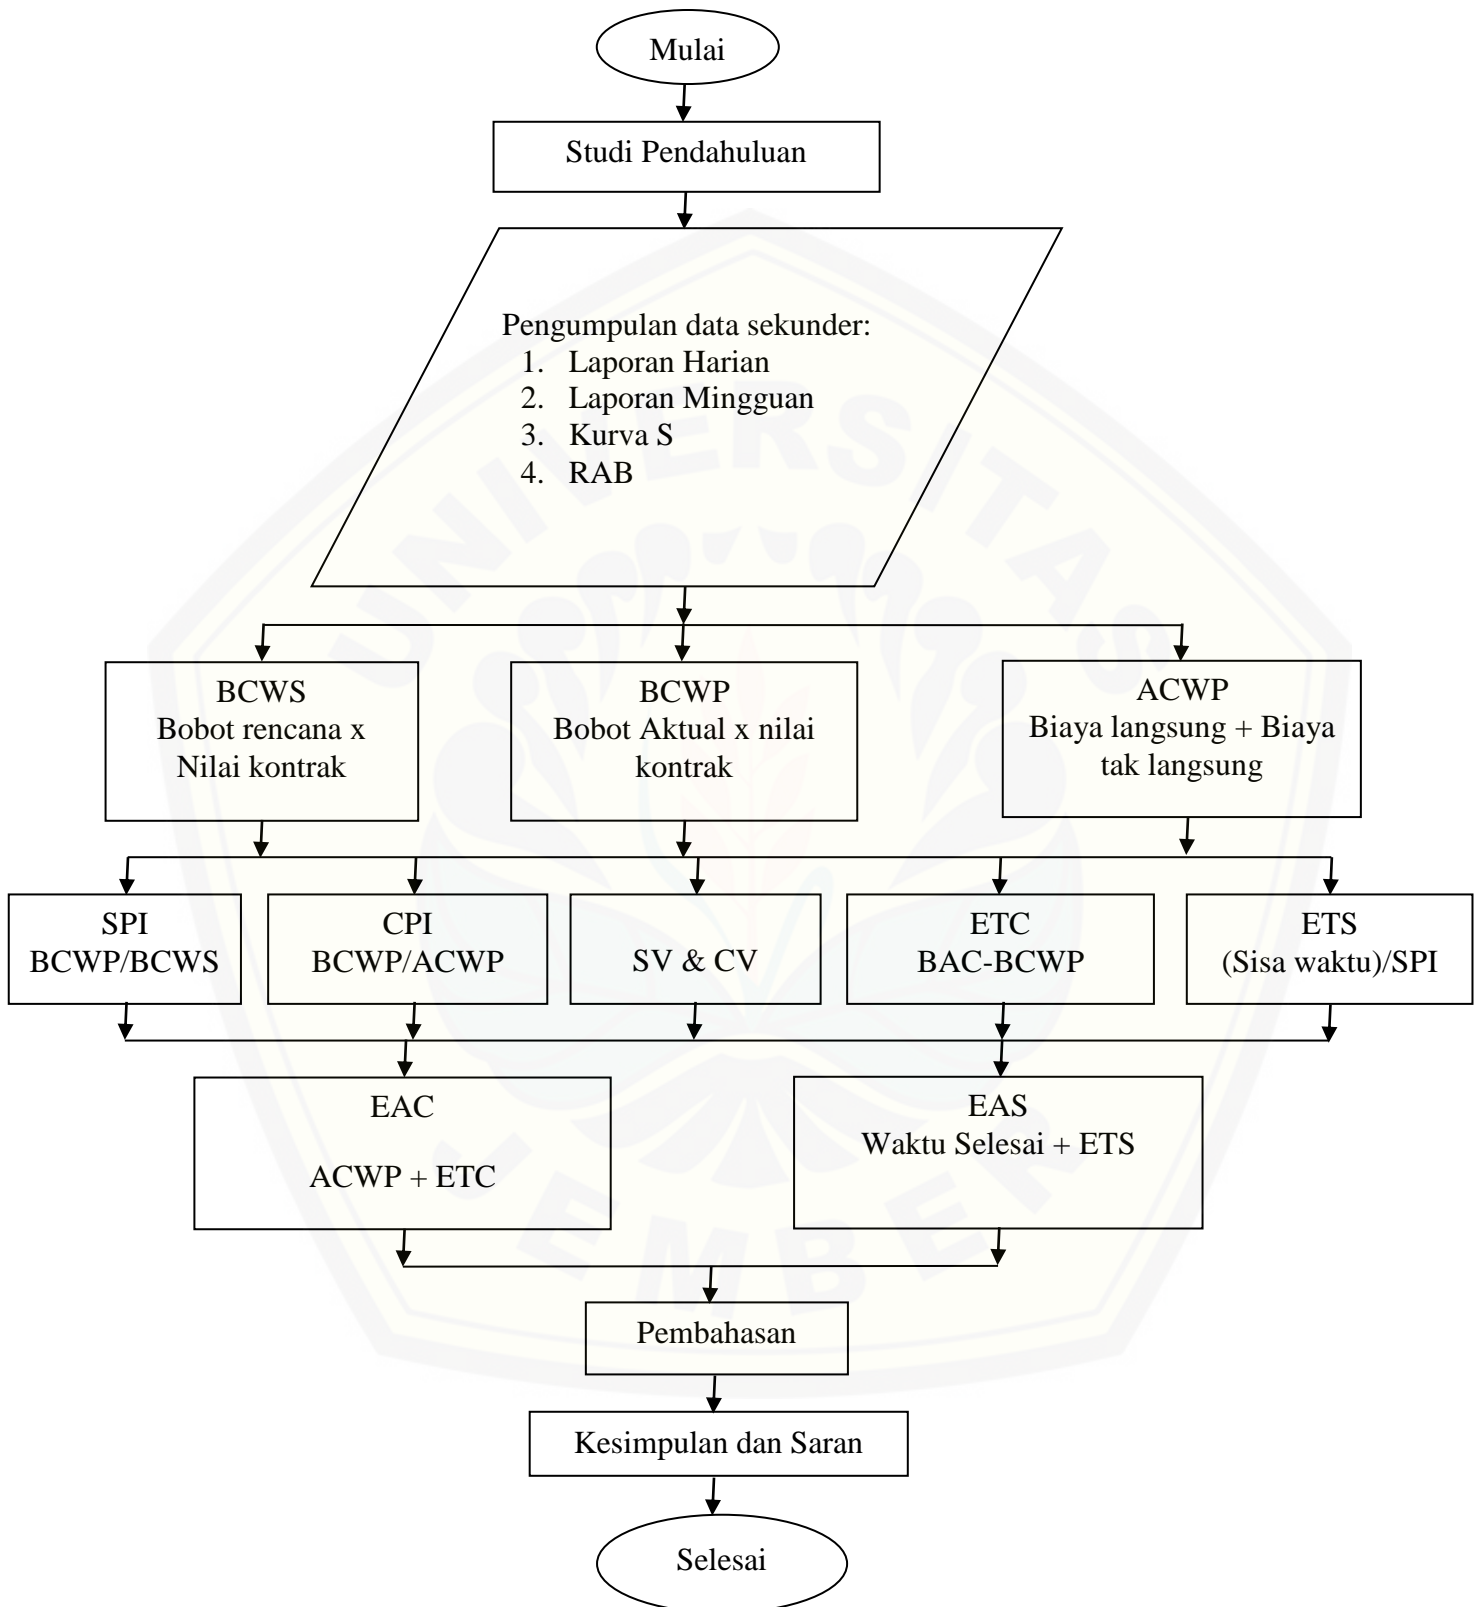 Mulai
Studi Pendahuluan
Pengumpulan data sekunder:
1. Laporan Harian
2. Laporan Mingguan
3. Kurva S
4. RAB
BCWS
Bobot rencana x
Nilai kontrak
BCWP
Bobot Aktual x nilai
kontrak
ACWP
Biaya langsung + Biaya
tak langsung
SPI
BCWP/BCWS
CPI
BCWP/ACWP
SV & CV
ETC
BAC-BCWP
ETS
(Sisa waktu)/SPI
EAC
ACWP + ETC
EAS
Waktu Selesai + ETS
Pembahasan
Kesimpulan dan Saran
Selesai
UNIVERSITAS
JEMBER